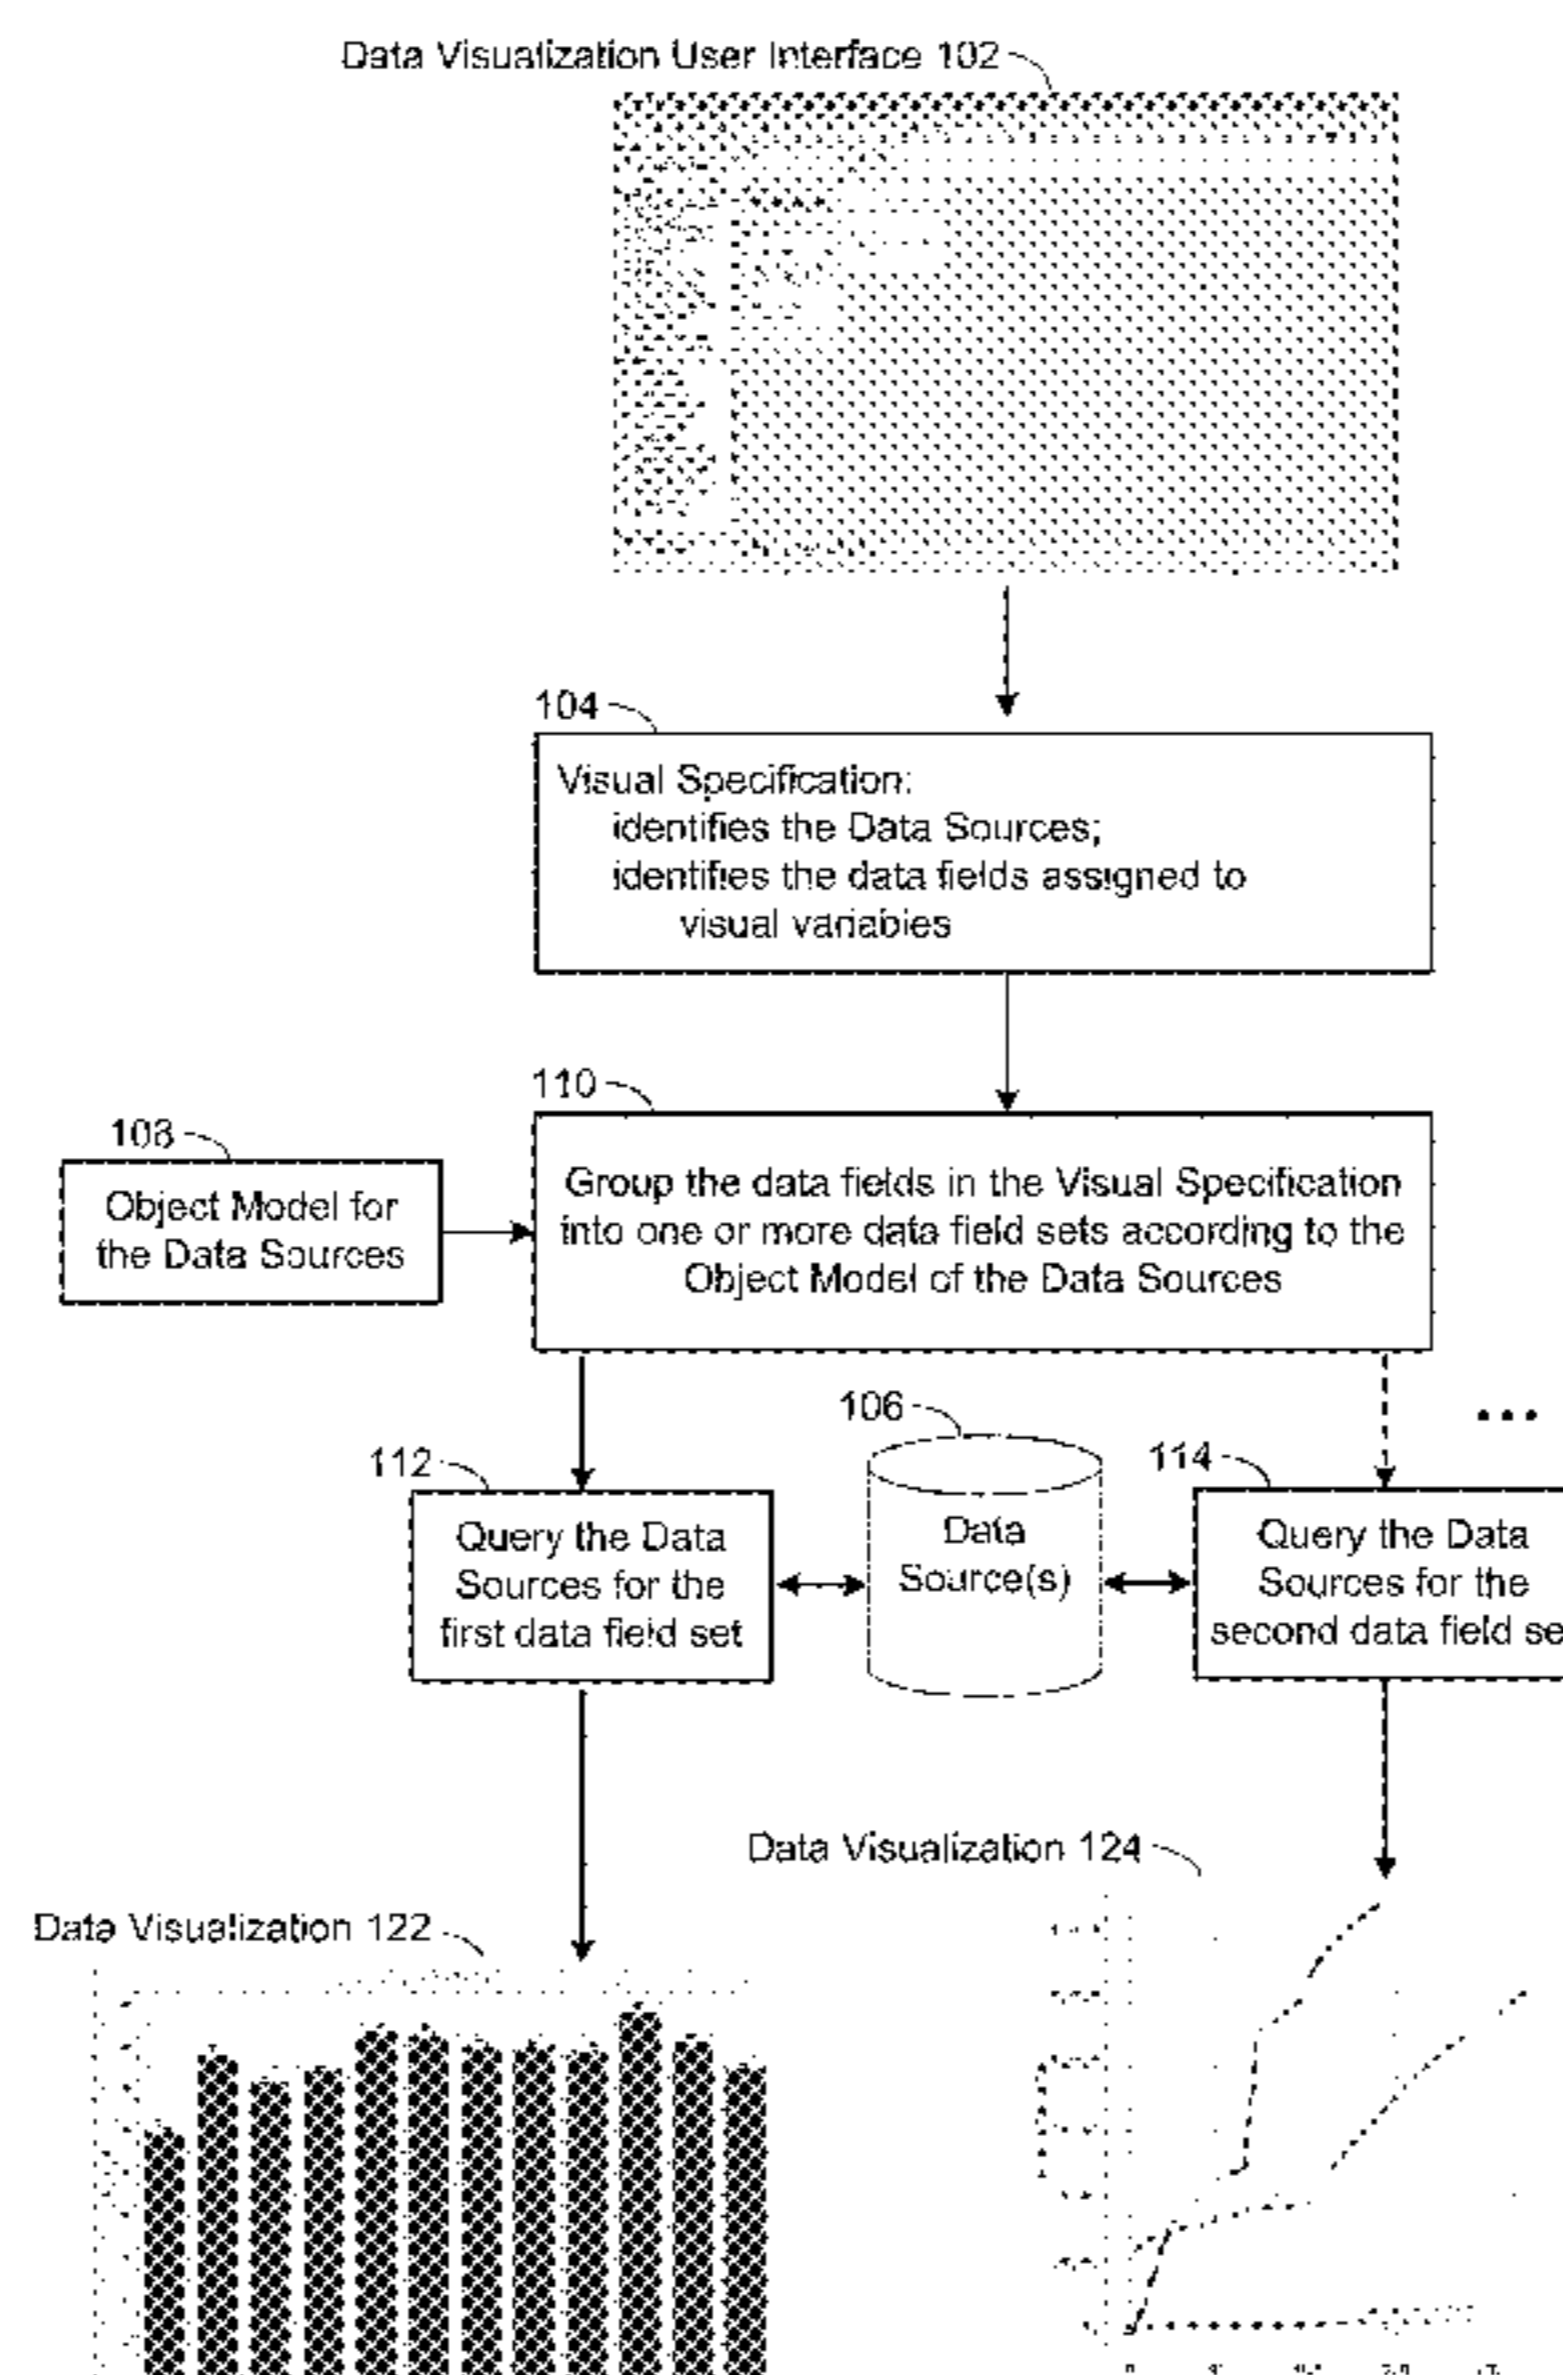 Data Visualization User Interface 102
104
Visual Specification:
identifies the Data Sources;
identifies the data fields assigned to
visual variables
110
108
Object Model for
the Data Sources
Group the data fields in the Visual Specification
into one or more data field sets according to the
Object Model of the Data Sources
106
...
112
114
Query the Data
Sources for the
first data field set
Data
Source(s)
Query the Data
Sources for the
second data field se
Data Visualization 124
Data Visualization 122